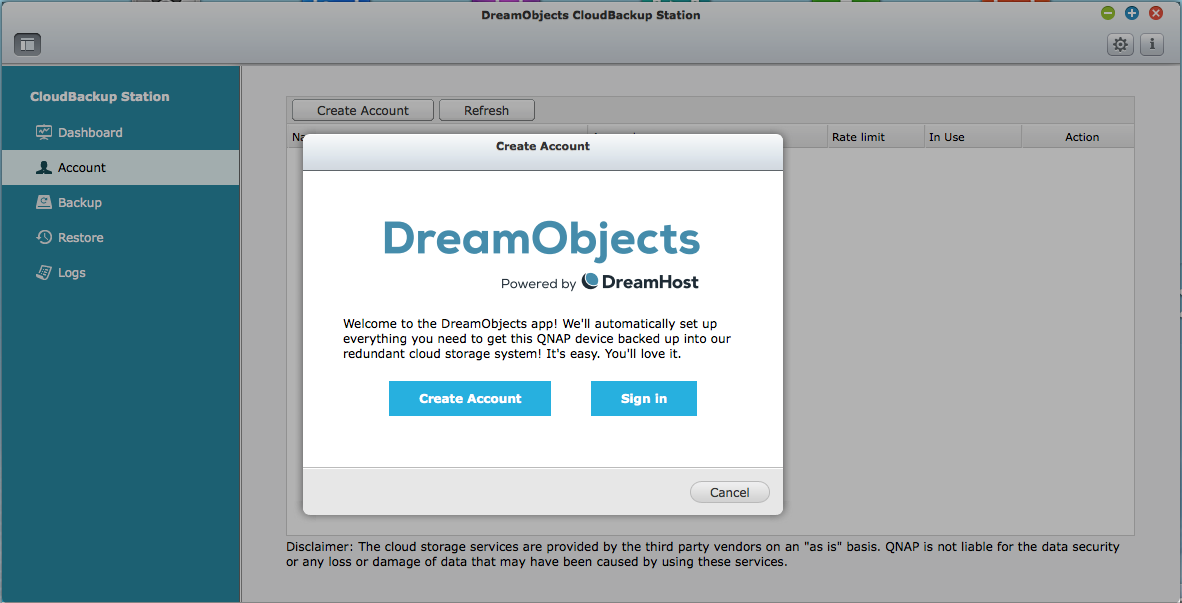 DreamObjects CloudBackup Station
CloudBackup Station
Dashboard
Account
Backup
Restore
Logs
Create Account
Refresh
Rate limit
In Use
Action
Create Account
DreamObjects
Powered by DreamHost
Welcome to the DreamObjects app! We'll automatically set up
everything you need to get this QNAP device backed up into our
redundant cloud storage system! It's easy. You'll love it.
Create Account
Sign in
Cancel
Disclaimer: The cloud storage services are provided by the third party vendors on an "as is" basis. QNAP is not liable for the data security
or any loss or damage of data that may have been caused by using these services.